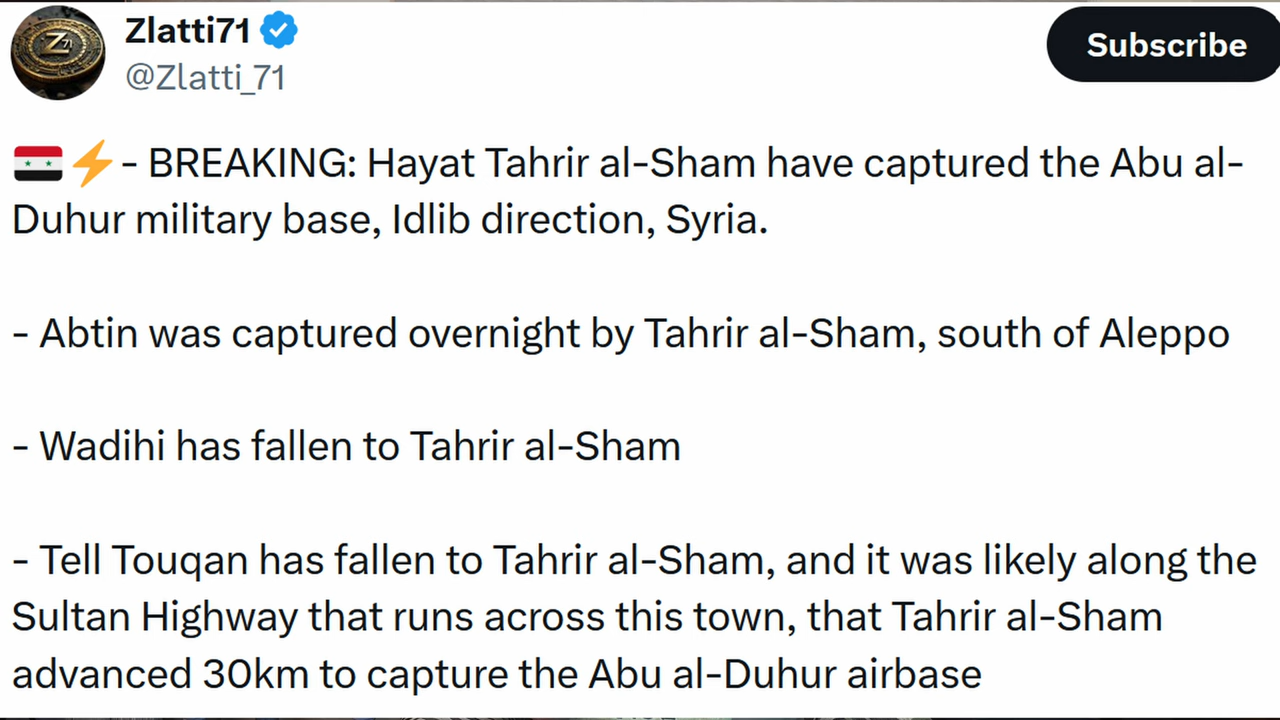 Zlatti71
@Zlatti_71
Subscribe
- BREAKING: Hayat Tahrir al-Sham have captured the Abu al-
Duhur military base, Idlib direction, Syria.
- Abtin was captured overnight by Tahrir al-Sham, south of Aleppo
- Wadihi has fallen to Tahrir al-Sham
- Tell Touqan has fallen to Tahrir al-Sham, and it was likely along the
Sultan Highway that runs across this town, that Tahrir al-Sham
advanced 30km to capture the Abu al-Duhur airbase